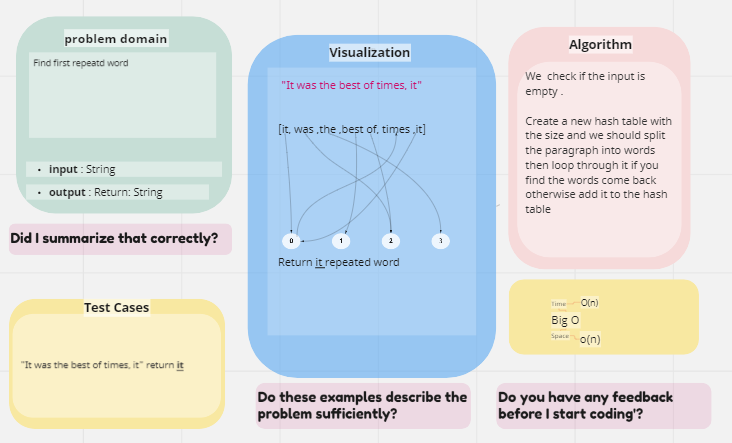 problem domain
Find first repeatd word
• input : String
• output : Return: String
Did I summarize that correctly?
Test Cases
"It was the best of times, it" return it
Visualization
"It was the best of times, it"
[it, was ,the ,best of, times ,it]
0 1 2 3
Return it repeated word
Do these examples describe the
problem sufficiently?
Algorithm
We check if the input is
empty .
Create a new hash table with
the size and we should split
the paragraph into words
then loop through it if you
find the words come back
otherwise add it to the hash
table
Time O(n)
Big O
Space o(n)
Do you have any feedback
before I start coding'?